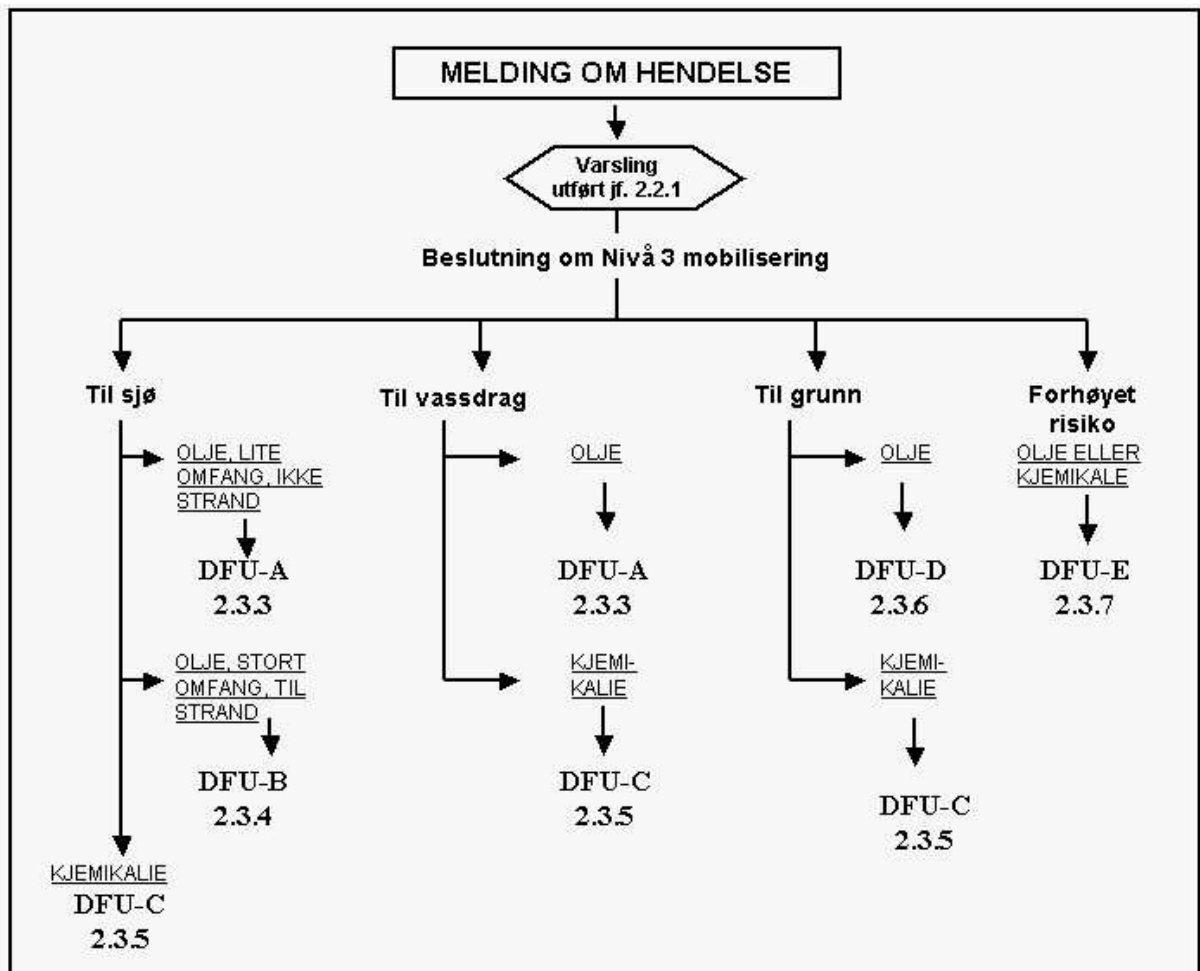 MELDING OM HENDELSE
Varsling
utført jf. 2.2.1
Beslutning om Nivå 3 mobilisering
Til sjø
OLJE, LITE
OMFANG, IKKE
STRAND
DFU-A
2.3.3
OLJE, STORT
OMFANG, TIL
STRAND
DFU-B
2.3.4
KJEMIKALIE
DFU-C
2.3.5
Til vassdrag
OLJE
DFU-A
2.3.3
KJEMI-
KALIE
DFU-C
2.3.5
Til grunn
OLJE
DFU-D
2.3.6
KJEMI-
KALIE
DFU-C
2.3.5
Forhøyet
risiko
OLJE ELLER
KJEMIKALE
DFU-E
2.3.7